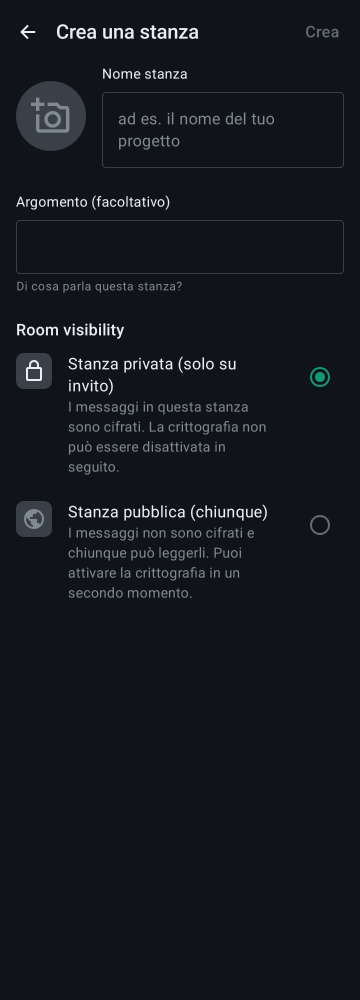 Crea una stanza
Crea
Nome stanza
ad es. il nome del tuo
progetto
Argomento (facoltativo)
Di cosa parla questa stanza?
Room visibility
Stanza privata (solo su
invito)
I messaggi in questa stanza
sono cifrati. La crittografia non
può essere disattivata in
seguito.
Stanza pubblica (chiunque)
I messaggi non sono cifrati e
chiunque può leggerli. Puoi
attivare la crittografia in un
secondo momento.